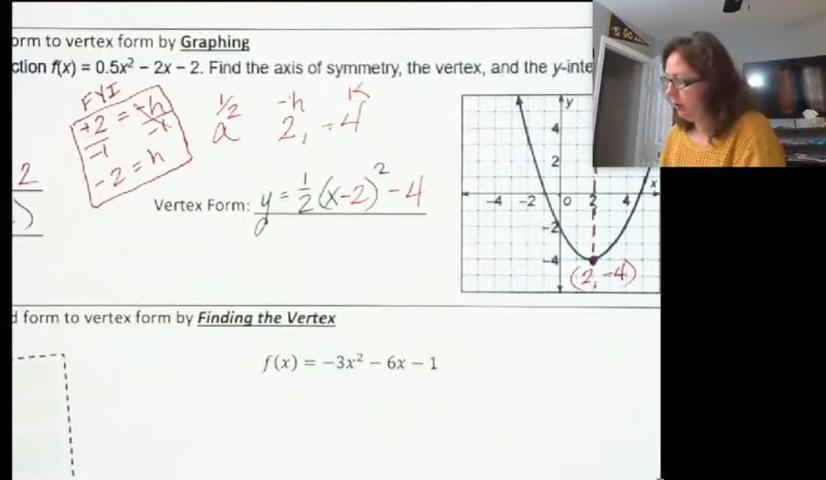 orm to vertex form by Graphing
ction f(x) = 0.5x² − 2x − 2. Find the axis of symmetry, the vertex, and the y-inte
GO
FYI
+2 = -h
-1 -1
-2 = h
1/2 -h K
a 2, -4
2
)
Vertex Form: y = 1/2 (x-2)² - 4
y
4
2
-4 -2 0 2 4 x
-2
-4
(2, -4)
d form to vertex form by Finding the Vertex
f(x) = −3x² − 6x − 1